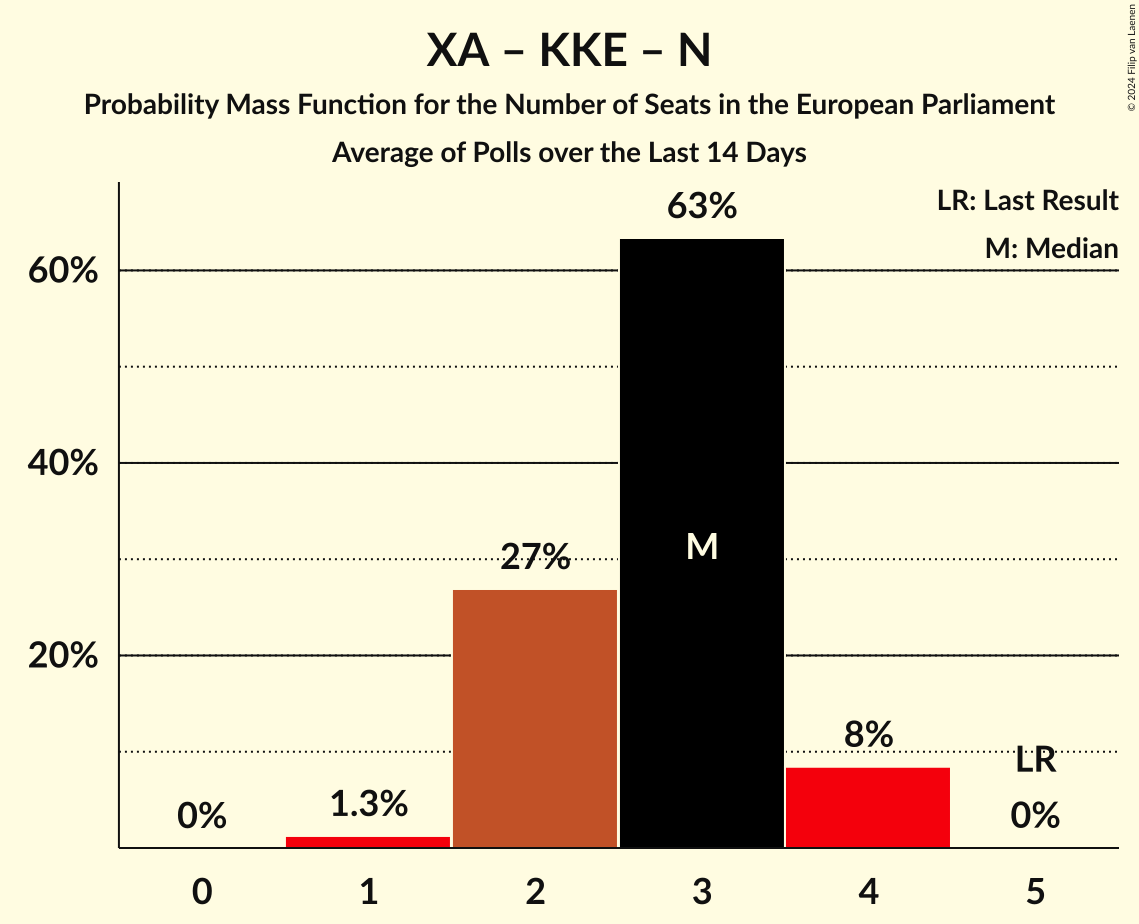 XA – KKE – N
Probability Mass Function for the Number of Seats in the European Parliament
Average of Polls over the Last 14 Days
© 2024 Filip van Laenen
LR: Last Result
M: Median
63%
60%
40%
M
27%
20%
8%
LR
1.3%
0%
0%
0 1 2 3 4 5